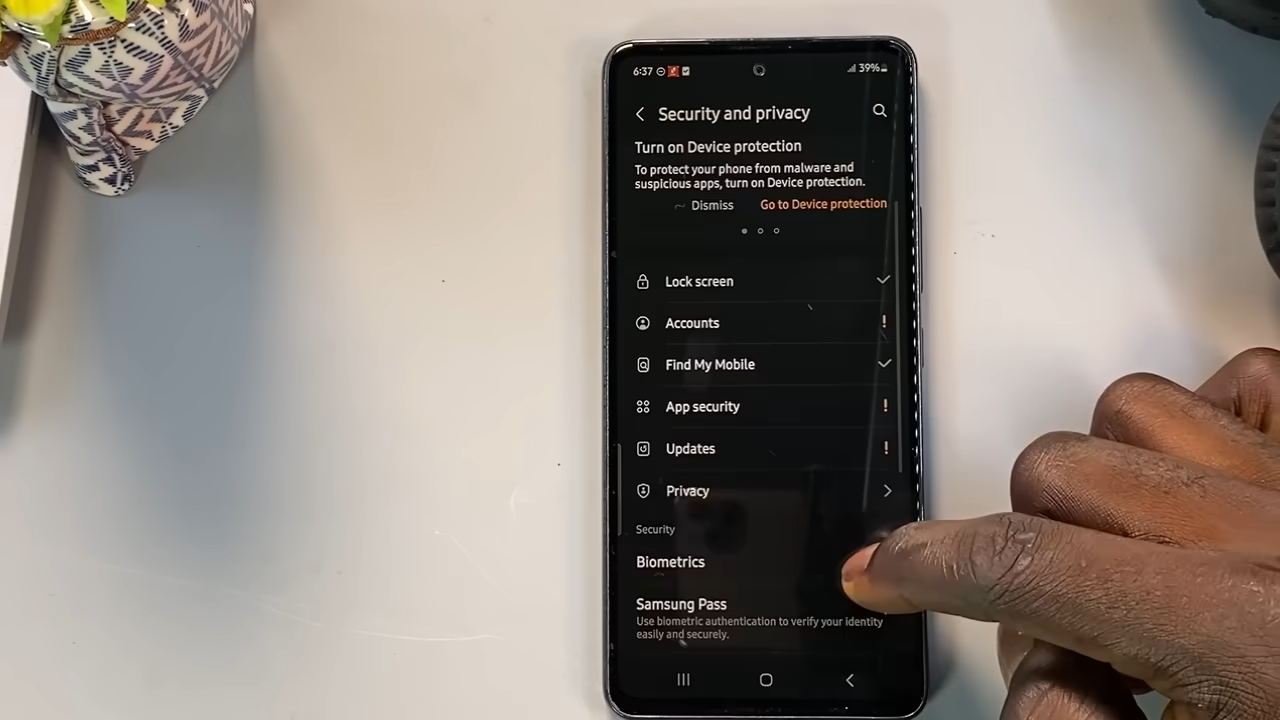 6:37
39%
Security and privacy
Turn on Device protection
To protect your phone from malware and
suspicious apps, turn on Device protection.
Dismiss Go to Device protection
Lock screen
Accounts
Find My Mobile
App security
Updates
Privacy
Security
Biometrics
Samsung Pass
Use biometric authentication to verify your identity
easily and securely.